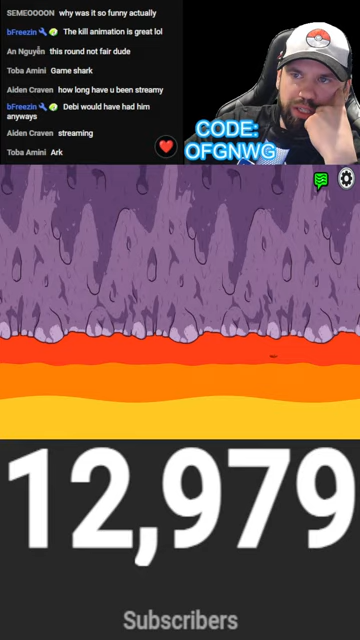 SEMEOOOON why was it so funny actually
bFreezin The kill animation is great lol
An Nguyễn this round not fair dude
Toba Amini Game shark
Aiden Craven how long have u been streamy
bFreezin Debi would have had him
anyways
Aiden Craven streaming
Toba Amini Ark
CODE:
OFGNWG
12,979
Subscribers